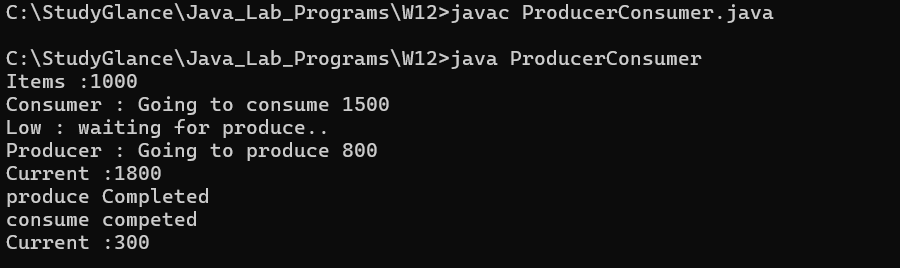 C:\StudyGlance\Java_Lab_Programs\W12>javac ProducerConsumer.java
C:\StudyGlance\Java_Lab_Programs\W12>java ProducerConsumer
Items :1000
Consumer : Going to consume 1500
Low : waiting for produce..
Producer : Going to produce 800
Current :1800
produce Completed
consume competed
Current :300